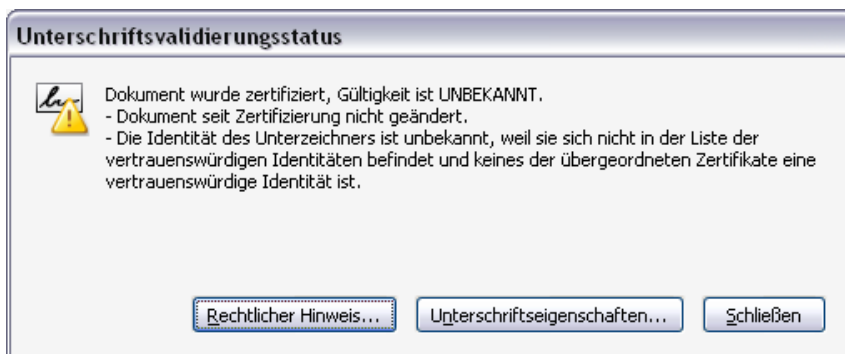 Unterschriftsvalidierungsstatus
Dokument wurde zertifiziert, Gültigkeit ist UNBEKANNT.
- Dokument seit Zertifizierung nicht geändert.
- Die Identität des Unterzeichners ist unbekannt, weil sie sich nicht in der Liste der
vertrauenswürdigen Identitäten befindet und keines der übergeordneten Zertifikate eine
vertrauenswürdige Identität ist.
Rechtlicher Hinweis... Unterschriftseigenschaften... Schließen